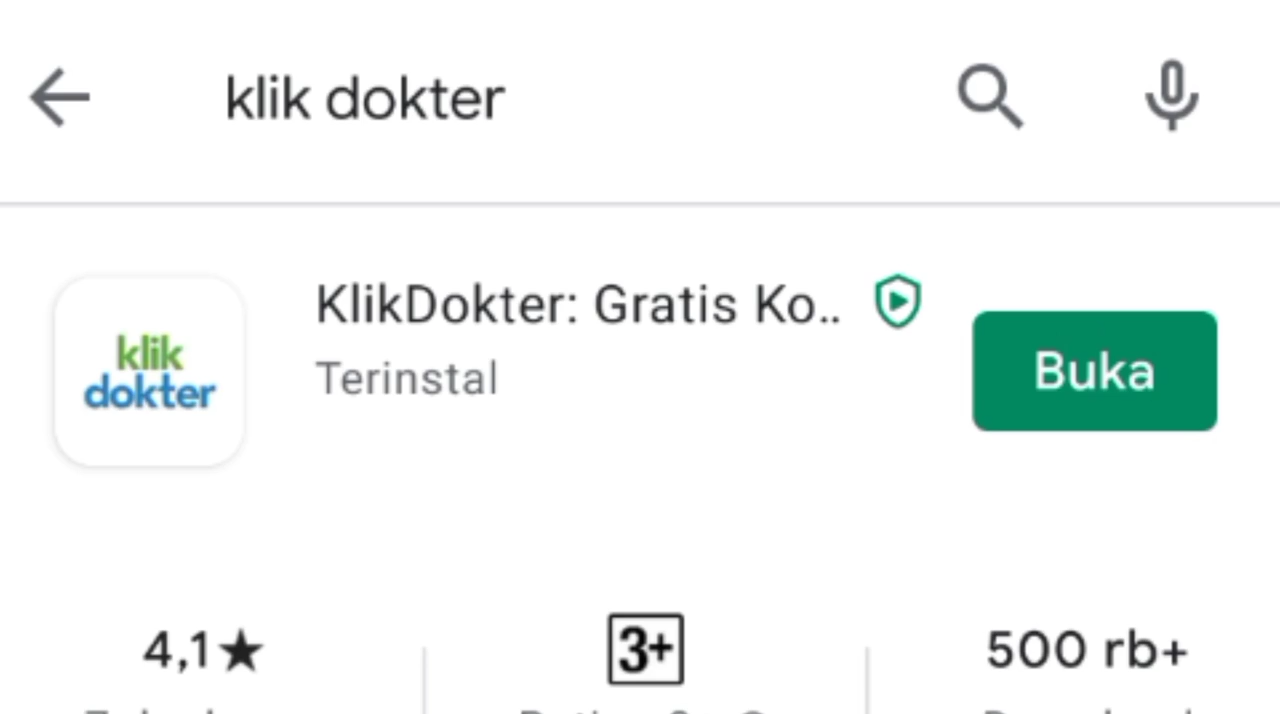 klik dokter
KlikDokter: Gratis Ko..
Terinstal
Buka
klik
dokter
4,1★
3+
500 rb+